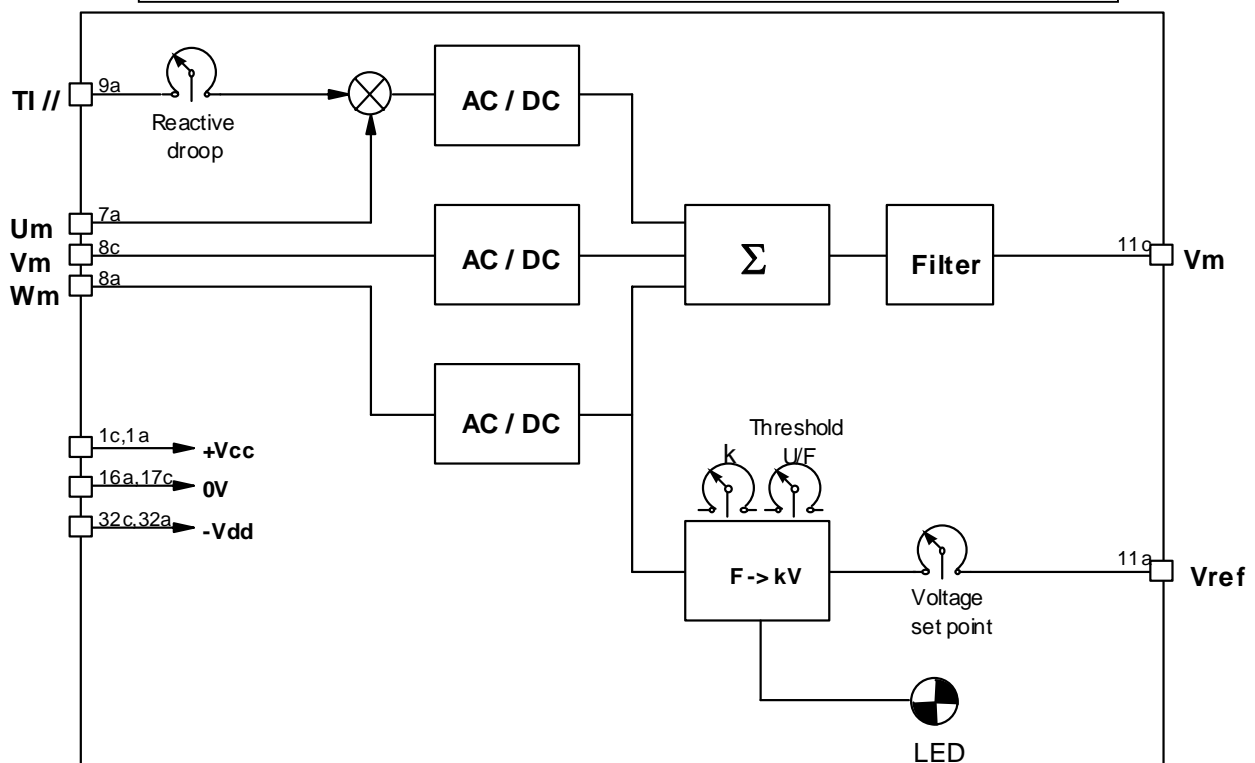 TI //
9a
Reactive
droop
AC / DC
Um
7a
Vm
8c
Wm
8a
AC / DC
Σ
Filter
11c
Vm
AC / DC
1c,1a
+Vcc
16a,17c
0V
32c,32a
-Vdd
k
Threshold
U/F
F -> kV
Voltage
set point
11a
Vref
LED